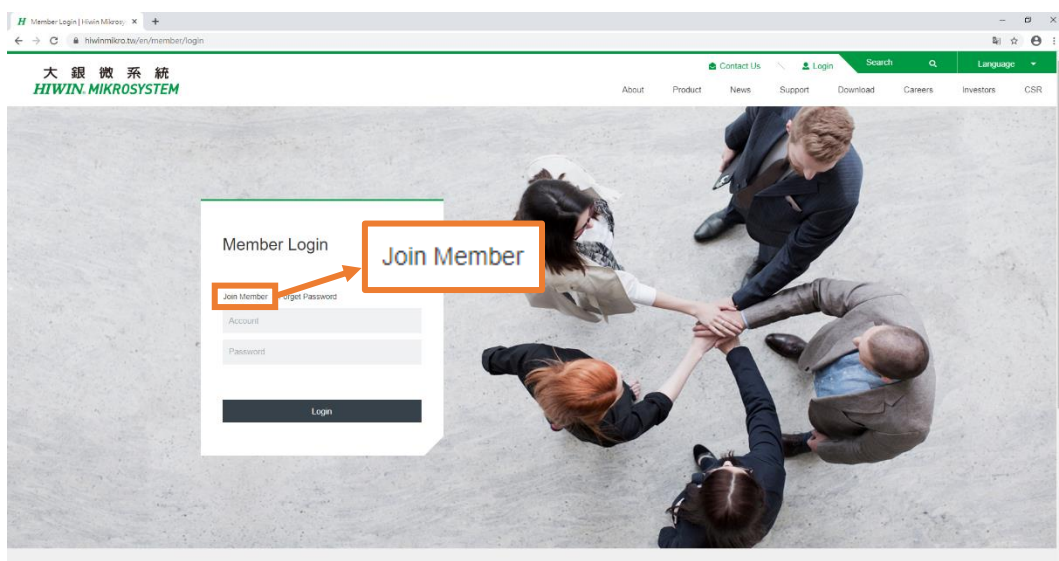 H Member Login | Hiwin Mikros
hiwinmikro.tw/en/member/login
Contact Us Login Search Language
大銀微系統
HIWIN. MIKROSYSTEM
About Product News Support Download Careers Investors CSR
Member Login
Join Member
Join Member Forget Password
Account
Password
Login